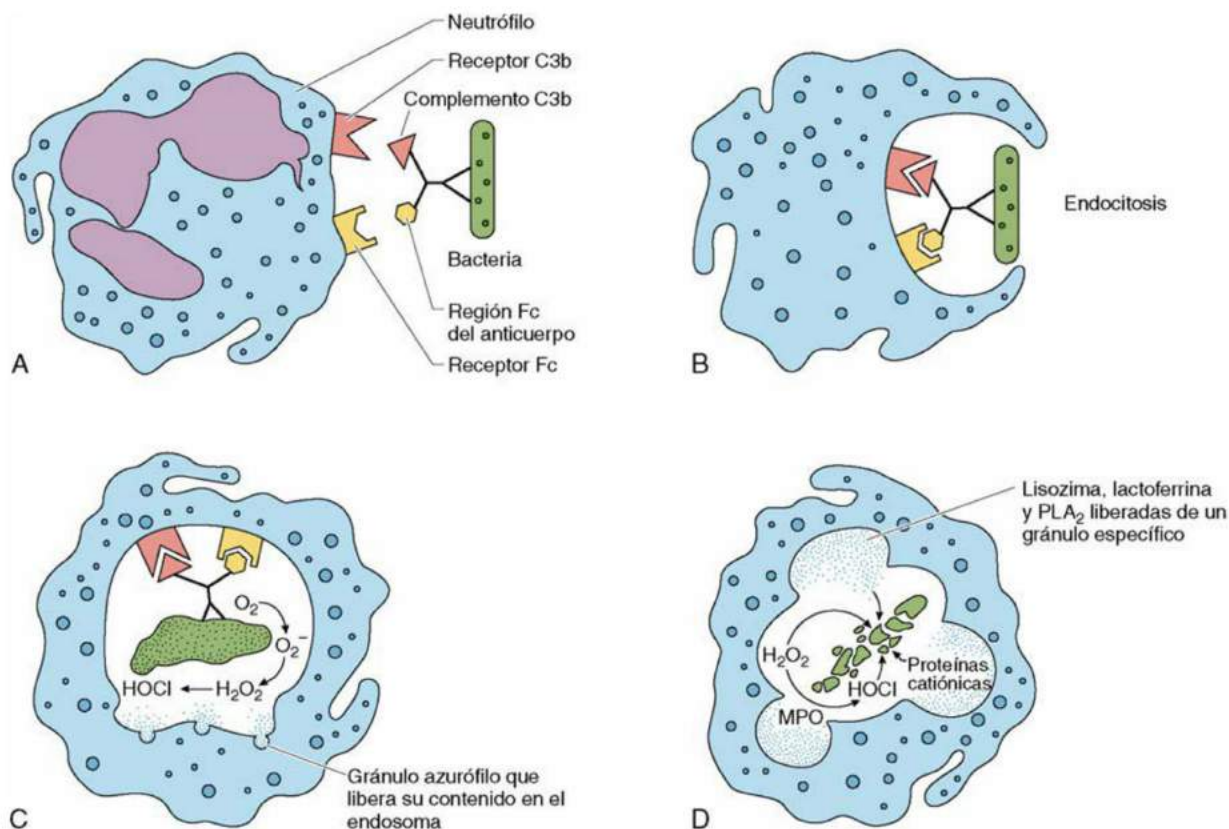 Neutrófilo
Receptor C3b
Complemento C3b
Bacteria
Región Fc
del anticuerpo
Receptor Fc
A
Endocitosis
B
O2
O2−
HOCl
H2O2
Gránulo azurófilo que
libera su contenido en el
endosoma
C
Lisozima, lactoferrina
y PLA2 liberadas de un
gránulo específico
H2O2
Proteínas
catiónicas
HOCl
MPO
D